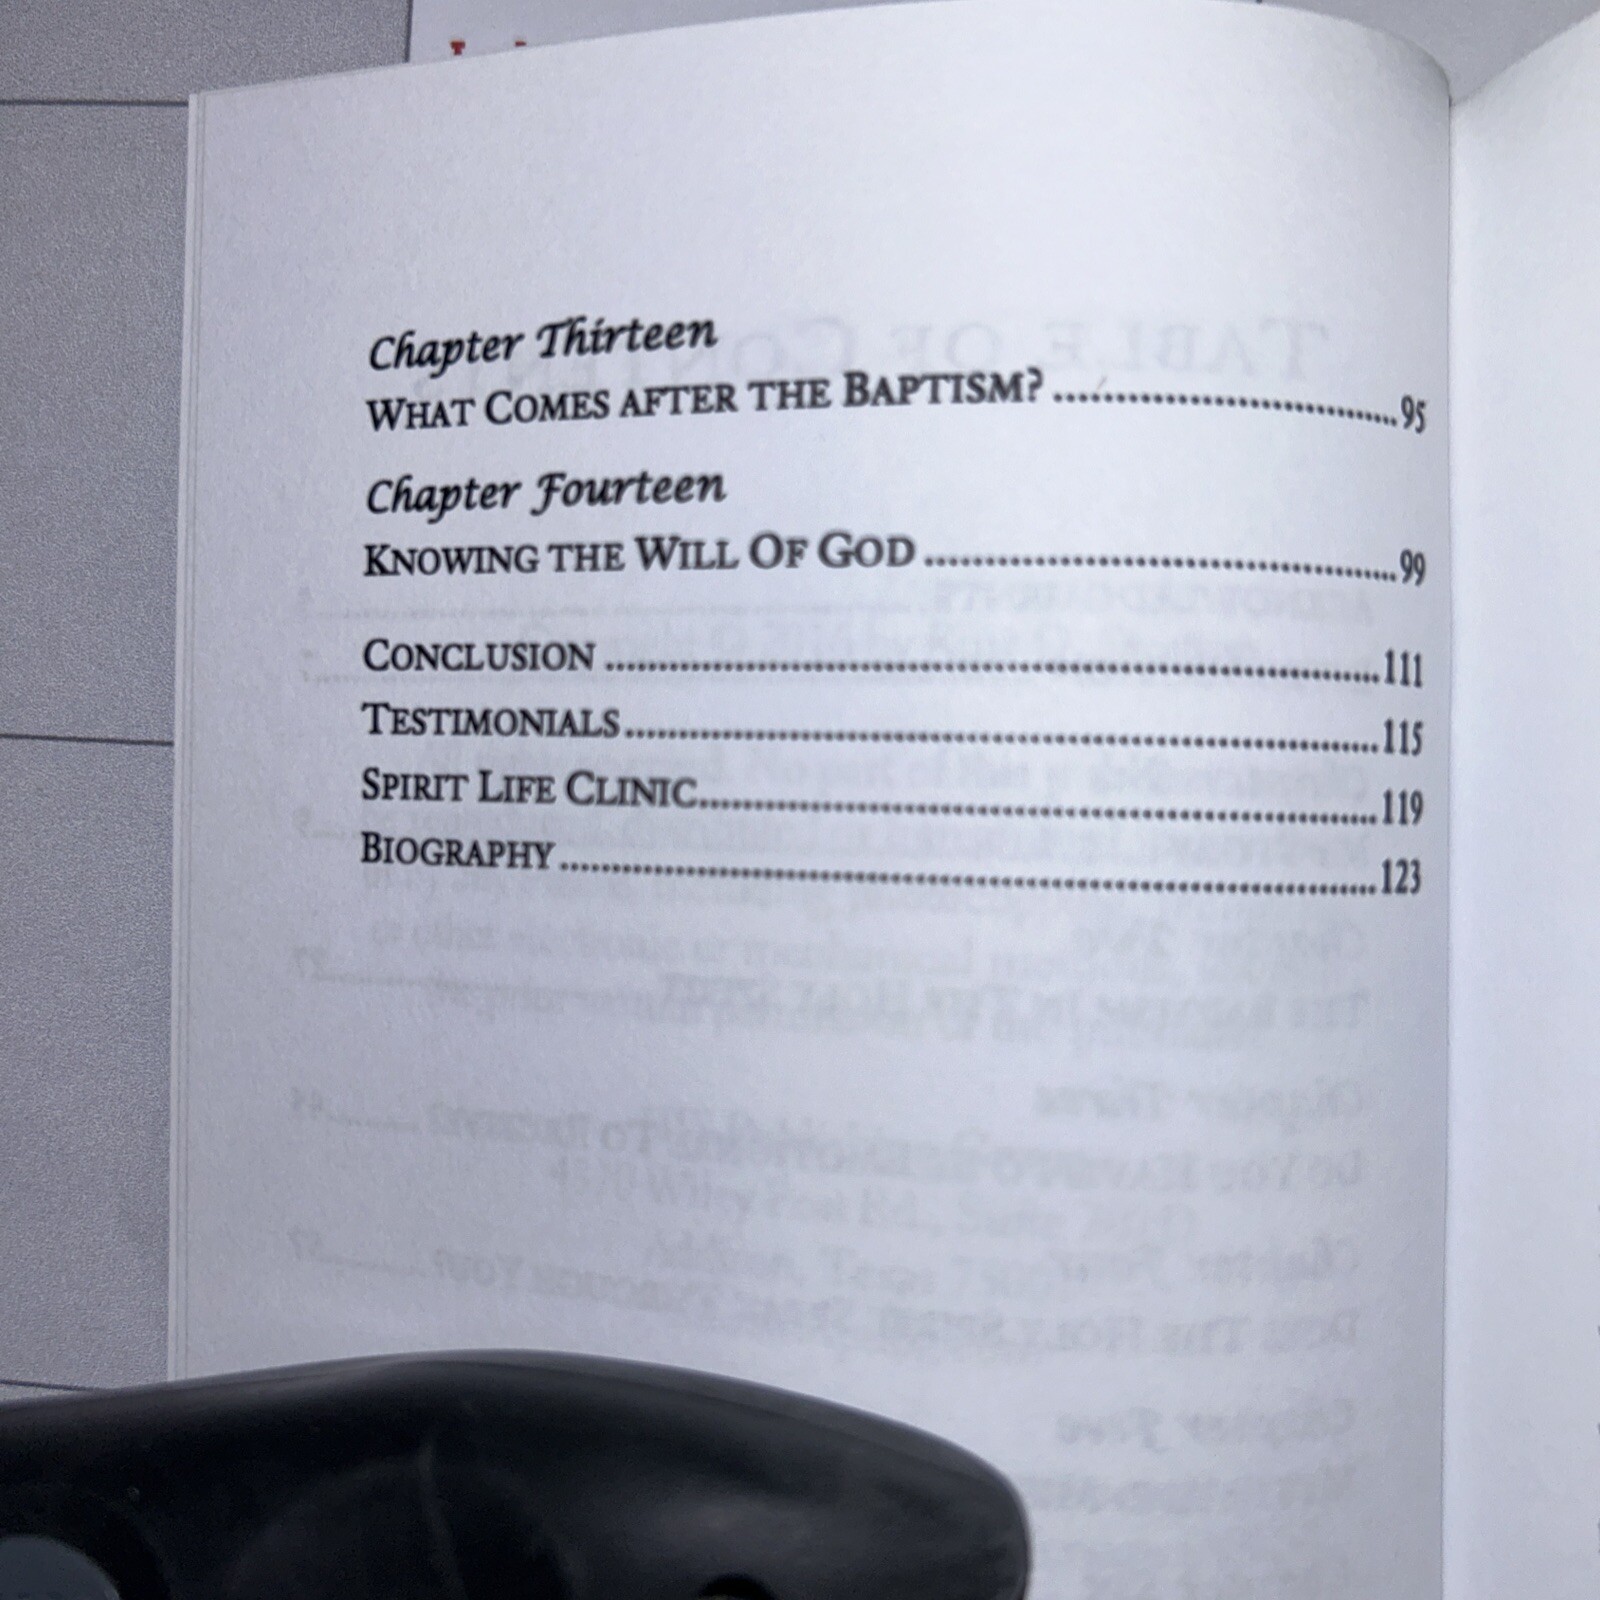 Chapter Thirteen
WHAT COMES AFTER THE BAPTISM? ........................................95
Chapter Fourteen
KNOWING THE WILL OF GOD ........................................99
CONCLUSION ........................................111
TESTIMONIALS........................................115
SPIRIT LIFE CLINIC........................................119
BIOGRAPHY ........................................123